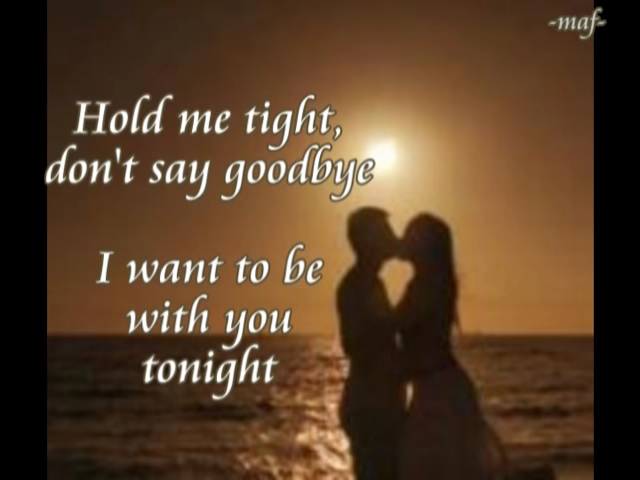 -maf-
Hold me tight,
don't say goodbye
I want to be
with you
tonight